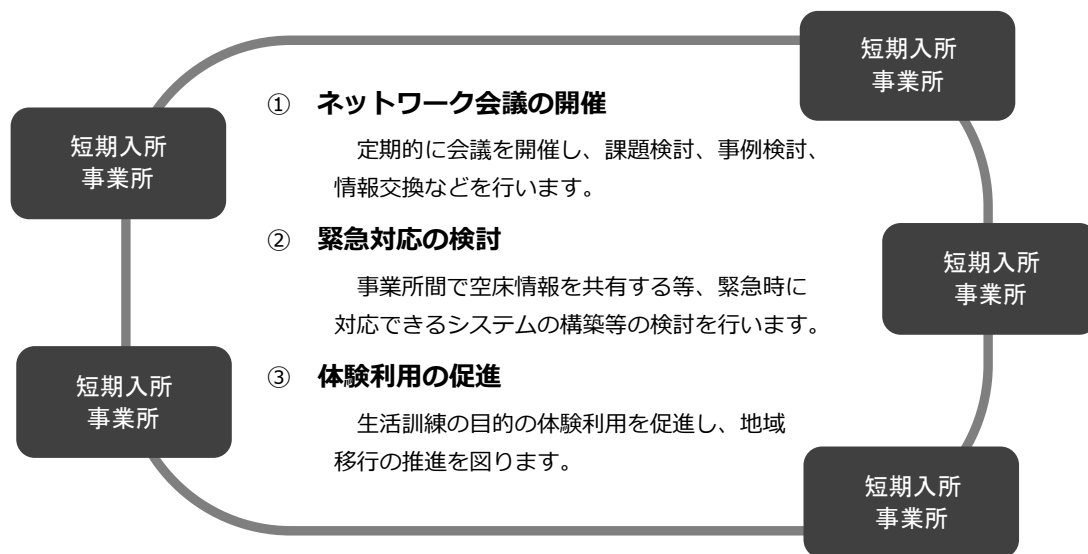 短期入所
事業所
短期入所
事業所
① ネットワーク会議の開催
定期的に会議を開催し、課題検討、事例検討、
情報交換などを行います。
② 緊急対応の検討
事業所間で空床情報を共有する等、緊急時に
対応できるシステムの構築等の検討を行います。
③ 体験利用の促進
生活訓練の目的の体験利用を促進し、地域
移行の推進を図ります。
短期入所
事業所
短期入所
事業所
短期入所
事業所